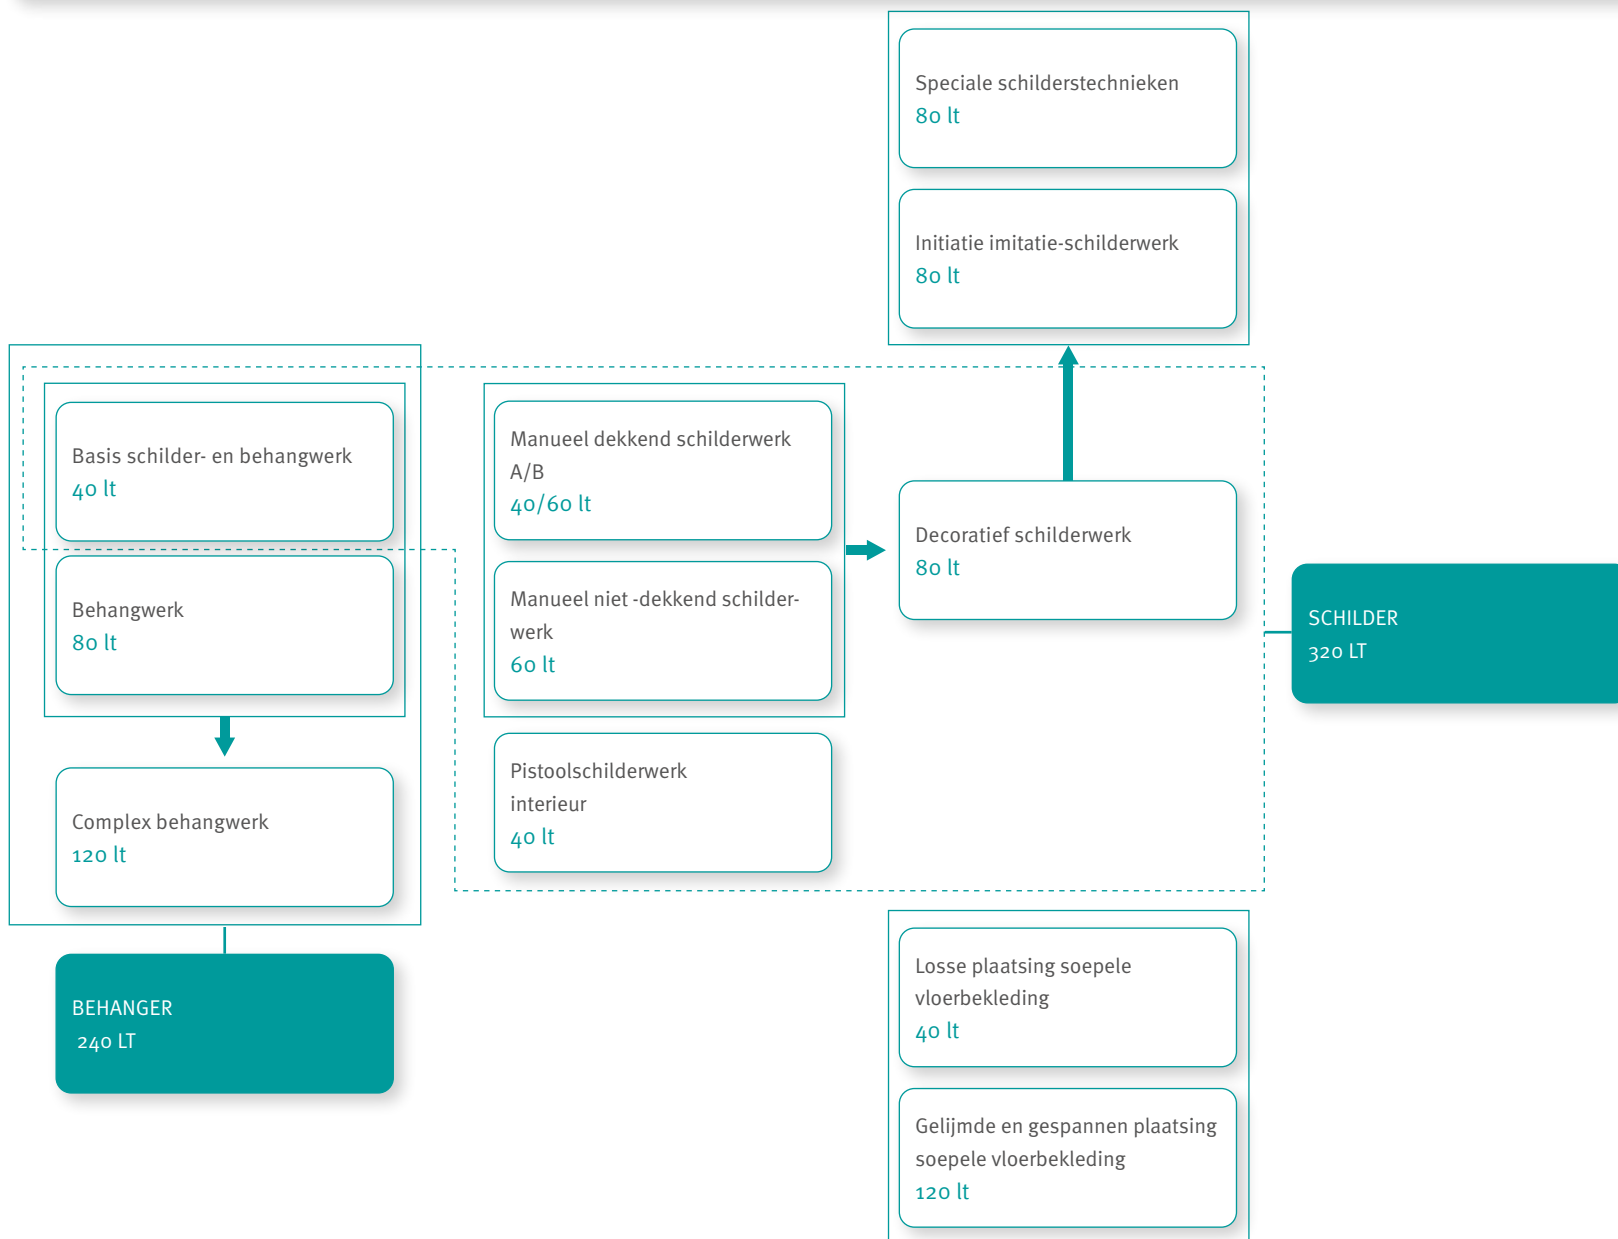 Speciale schilderstechnieken
80 lt
Initiatie imitatie-schilderwerk
80 lt
Basis schilder- en behangwerk
40 lt
Behangwerk
80 lt
Complex behangwerk
120 lt
BEHANGER
240 LT
Manueel dekkend schilderwerk
A/B
40/60 lt
Manueel niet -dekkend schilder-
werk
60 lt
Pistoolschilderwerk
interieur
40 lt
Decoratief schilderwerk
80 lt
SCHILDER
320 LT
Losse plaatsing soepele
vloerbekleding
40 lt
Gelijmde en gespannen plaatsing
soepele vloerbekleding
120 lt